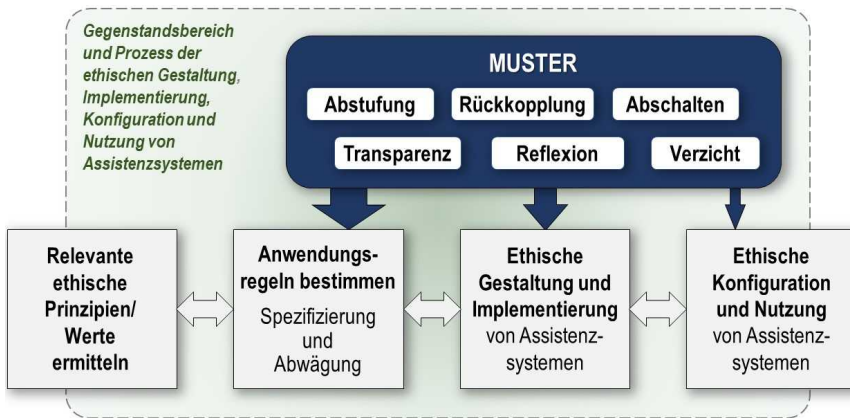 Gegenstandsbereich
und Prozess der
ethischen Gestaltung,
Implementierung,
Konfiguration und
Nutzung von
Assistenzsystemen
MUSTER
Abstufung
Rückkopplung
Abschalten
Transparenz
Reflexion
Verzicht
Relevante
ethische
Prinzipien/
Werte
ermitteln
Anwendungs-
regeln bestimmen
Spezifizierung
und
Abwägung
Ethische
Gestaltung und
Implementierung
von Assistenz-
systemen
Ethische
Konfiguration
und Nutzung
von Assistenz-
systemen